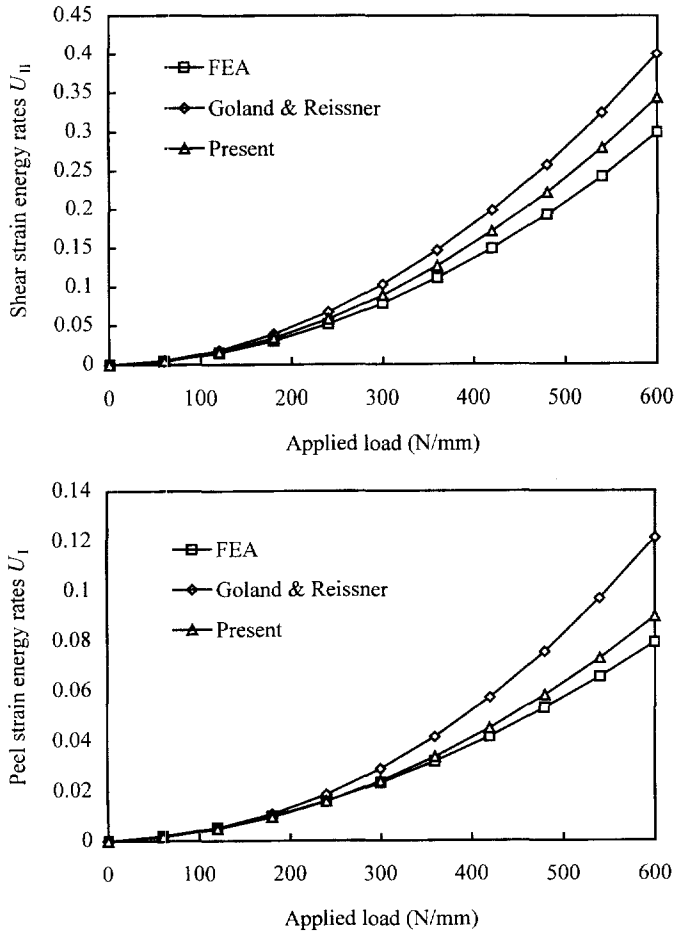 0.45
0.4
0.35
0.3
0.25
0.2
0.15
0.1
0.05
0
Shear strain energy rates U_II
FEA
Goland & Reissner
Present
0 100 200 300 400 500 600
Applied load (N/mm)
0.14
0.12
0.1
0.08
0.06
0.04
0.02
0
Peel strain energy rates U_I
FEA
Goland & Reissner
Present
0 100 200 300 400 500 600
Applied load (N/mm)